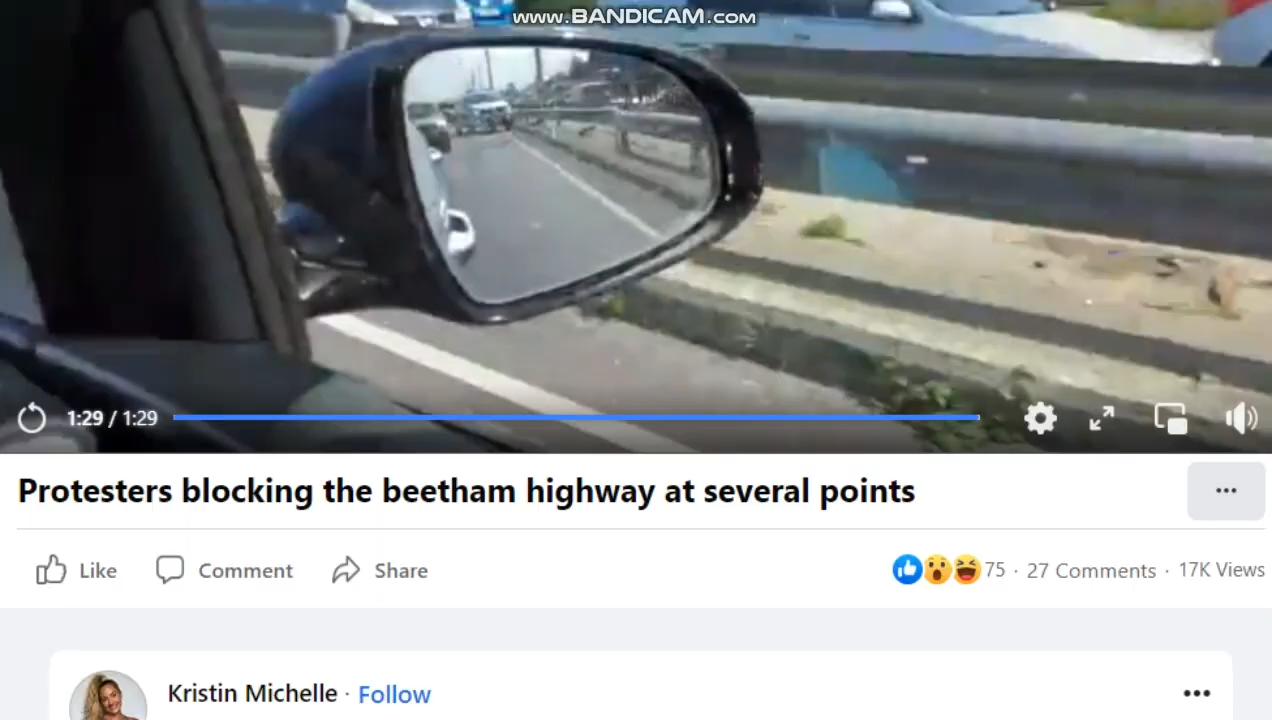 www.BANDICAM.com
1:29 / 1:29
Protesters blocking the beetham highway at several points
Like Comment Share 75 · 27 Comments · 17K Views
Kristin Michelle · Follow